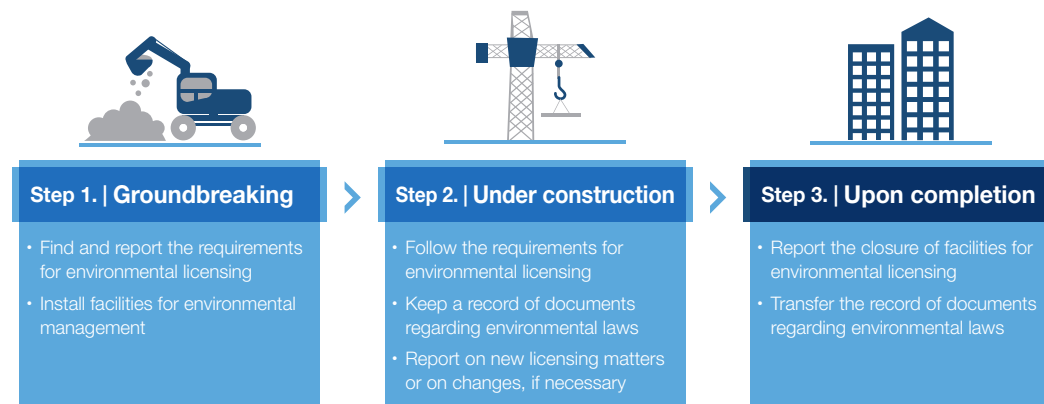 Step 1. | Groundbreaking
• Find and report the requirements
for environmental licensing
• Install facilities for environmental
management
Step 2. | Under construction
• Follow the requirements for
environmental licensing
• Keep a record of documents
regarding environmental laws
• Report on new licensing matters
or on changes, if necessary
Step 3. | Upon completion
• Report the closure of facilities for
environmental licensing
• Transfer the record of documents
regarding environmental laws